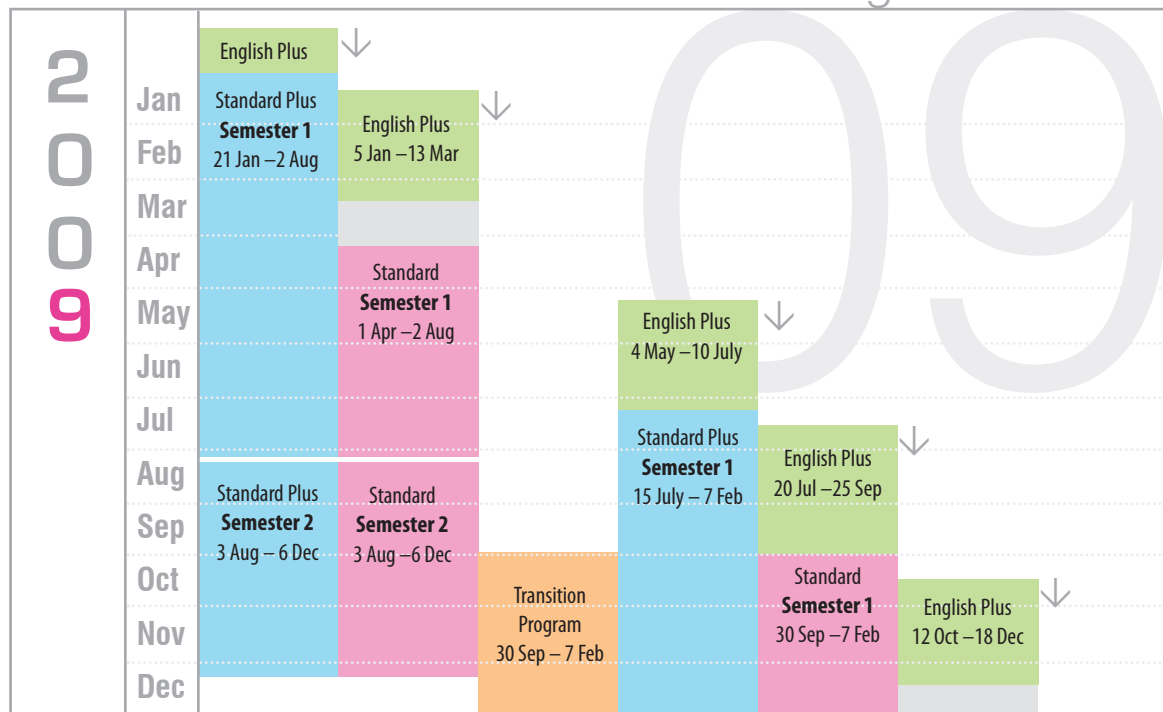 2
0
0
9
09
Jan
Feb
Mar
Apr
May
Jun
Jul
Aug
Sep
Oct
Nov
Dec
English Plus
Standard Plus
Semester 1
21 Jan –2 Aug
Standard Plus
Semester 2
3 Aug – 6 Dec
English Plus
5 Jan –13 Mar
Standard
Semester 1
1 Apr –2 Aug
Standard
Semester 2
3 Aug –6 Dec
Transition
Program
30 Sep – 7 Feb
English Plus
4 May –10 July
Standard Plus
Semester 1
15 July – 7 Feb
English Plus
20 Jul –25 Sep
Standard
Semester 1
30 Sep –7 Feb
English Plus
12 Oct –18 Dec